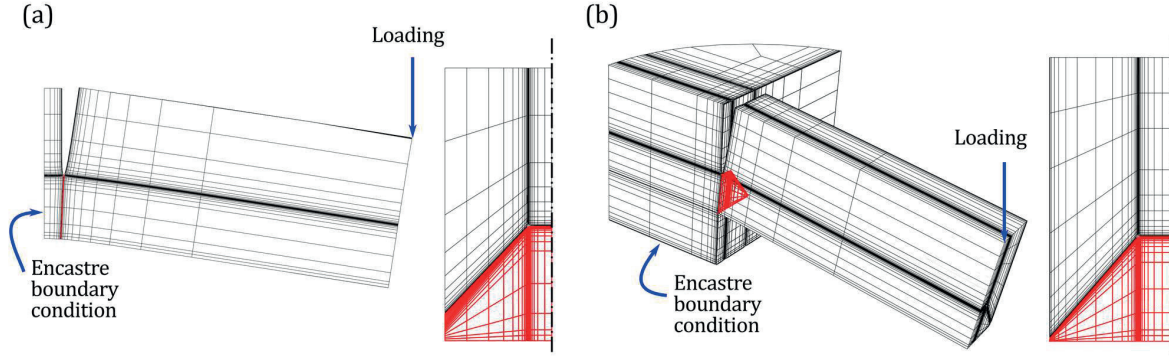 (a)
Loading
Encastre
boundary
condition
(b)
Loading
Encastre
boundary
condition